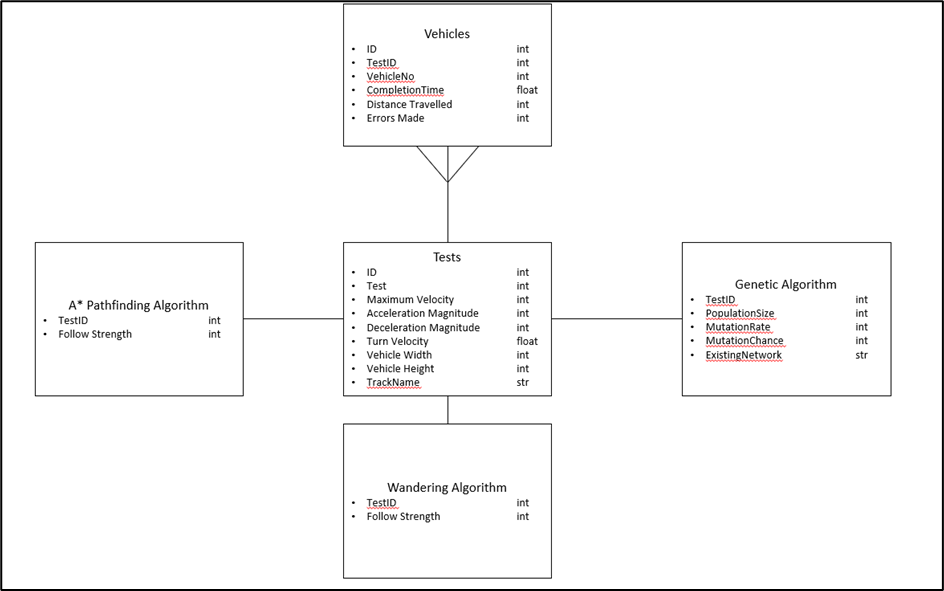 Vehicles
• ID int
• TestID int
• VehicleNo int
• CompletionTime float
• Distance Travelled int
• Errors Made int
A* Pathfinding Algorithm
• TestID int
• Follow Strength int
Tests
• ID int
• Test int
• Maximum Velocity int
• Acceleration Magnitude int
• Deceleration Magnitude int
• Turn Velocity float
• Vehicle Width int
• Vehicle Height int
• TrackName str
Genetic Algorithm
• TestID int
• PopulationSize int
• MutationRate int
• MutationChance int
• ExistingNetwork str
Wandering Algorithm
• TestID int
• Follow Strength int